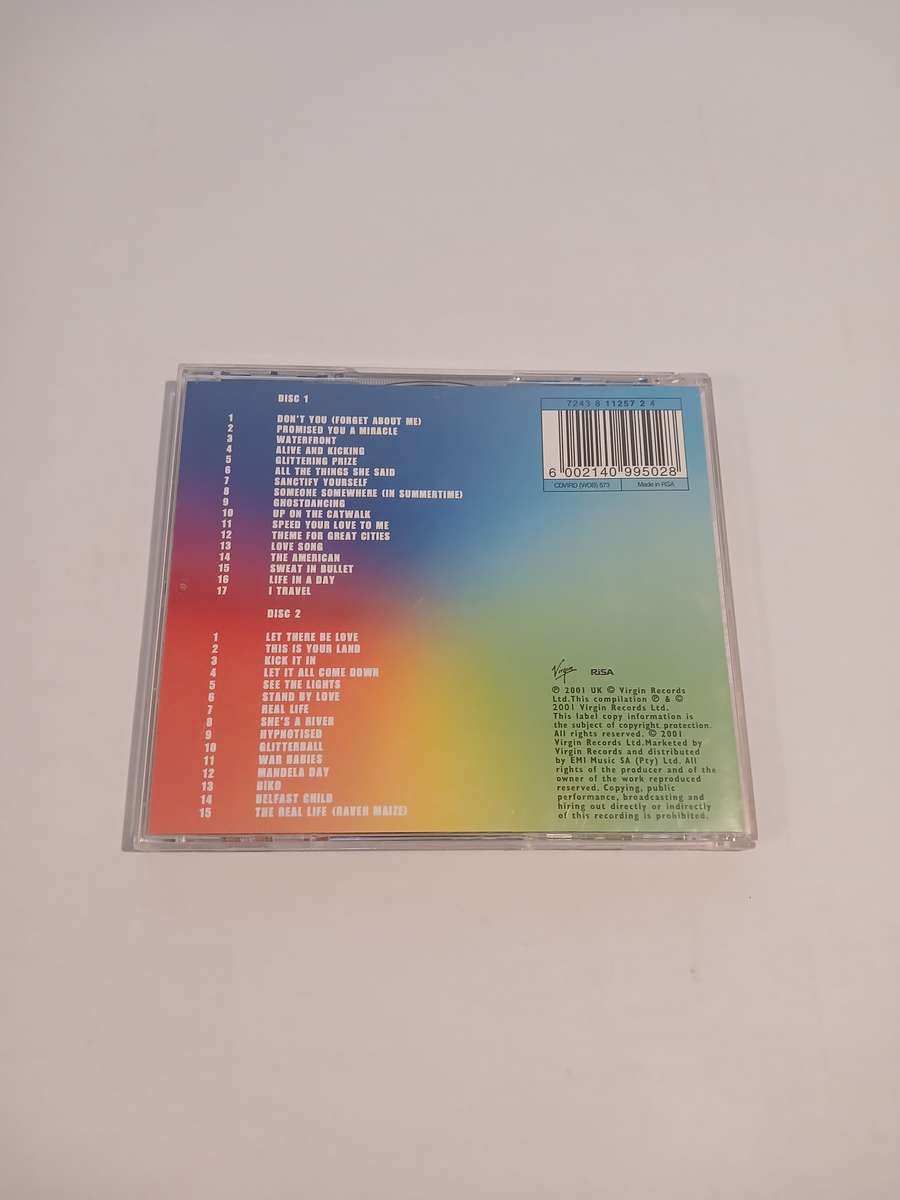 DISC 1
1 DON'T YOU (FORGET ABOUT ME)
2 PROMISED YOU A MIRACLE
3 WATERFRONT
4 ALIVE AND KICKING
5 GLITTERING PRIZE
6 ALL THE THINGS SHE SAID
7 SANCTIFY YOURSELF
8 SOMEONE SOMEWHERE (IN SUMMERTIME)
9 GHOSTDANCING
10 UP ON THE CATWALK
11 SPEED YOUR LOVE TO ME
12 THEME FOR GREAT CITIES
13 LOVE SONG
14 THE AMERICAN
15 SWEAT IN BULLET
16 LIFE IN A DAY
17 I TRAVEL
DISC 2
1 LET THERE BE LOVE
2 THIS IS YOUR LAND
3 KICK IT IN
4 LET IT ALL COME DOWN
5 SEE THE LIGHTS
6 STAND BY LOVE
7 REAL LIFE
8 SHE'S A RIVER
9 HYPNOTISED
10 GLITTERBALL
11 WAR BABIES
12 MANDELA DAY
13 BIKO
14 BELFAST CHILD
15 THE REAL LIFE (RAVEN MAIZE)
7243 8 11257 2 4
6 002140 995028
CDVIRD (WDB) 573 Made in RSA
Virgin RiSA
℗ 2001 UK © Virgin Records
Ltd.This compilation ℗ & ©
2001 Virgin Records Ltd.
This label copy information is
the subject of copyright protection.
All rights reserved. © 2001
Virgin Records Ltd.Marketed by
Virgin Records and distributed
by EMI Music SA (Pty) Ltd. All
rights of the producer and of the
owner of the work reproduced
reserved. Copying, public
performance, broadcasting and
hiring out directly or indirectly
of this recording is prohibited.